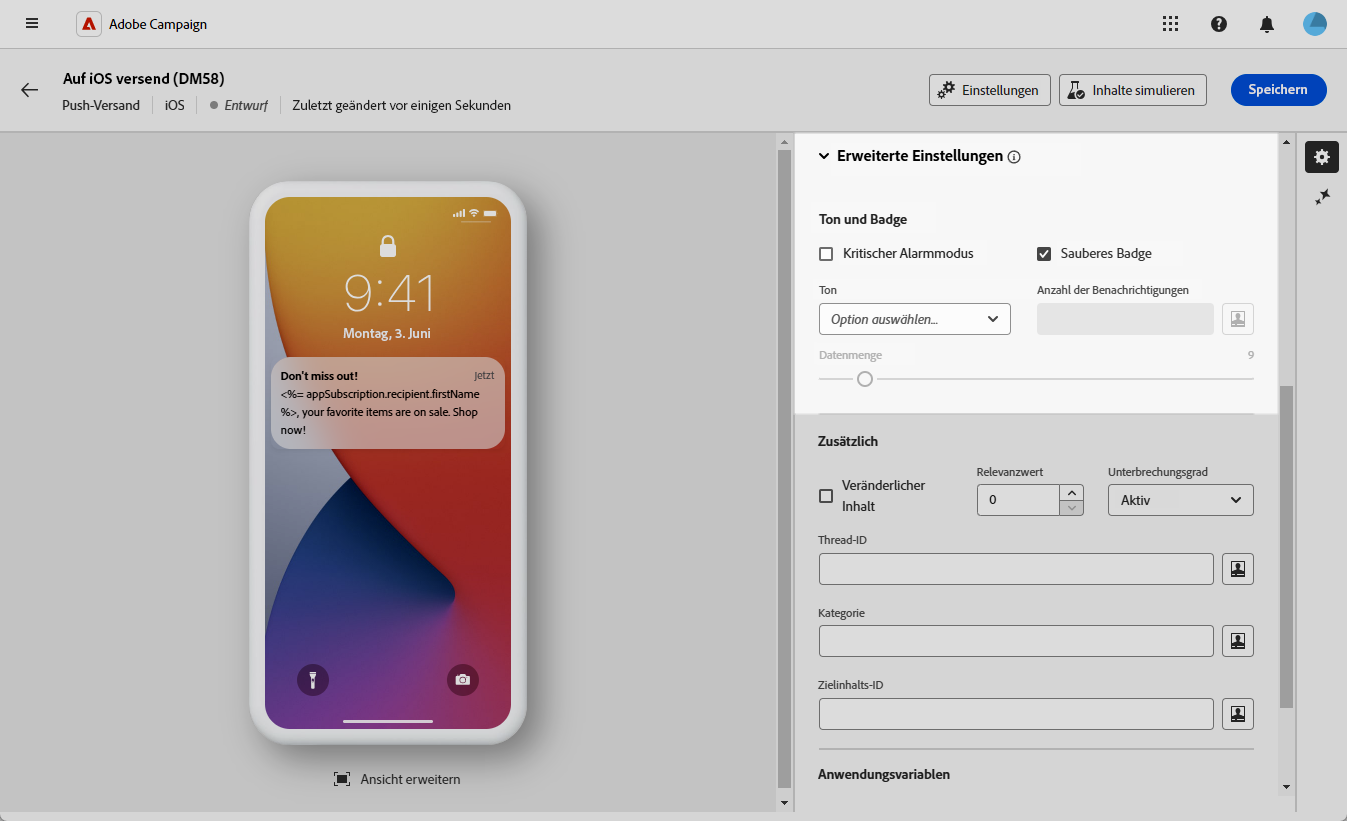 Adobe Campaign
Auf iOS versend (DM58)
Push-Versand
iOS
Entwurf
Zuletzt geändert vor einigen Sekunden
Einstellungen
Inhalte simulieren
Speichern
9:41
Montag, 3. Juni
Don't miss out!
Jetzt
<%= appSubscription.recipient.firstName
%>, your favorite items are on sale. Shop
now!
Ansicht erweitern
Erweiterte Einstellungen
Ton und Badge
Kritischer Alarmmodus
Sauberes Badge
Ton
Anzahl der Benachrichtigungen
Option auswählen...
Datenmenge
9
Zusätzlich
Veränderlicher
Inhalt
Relevanzwert
0
Unterbrechungsgrad
Aktiv
Thread-ID
Kategorie
Zielinhalts-ID
Anwendungsvariablen